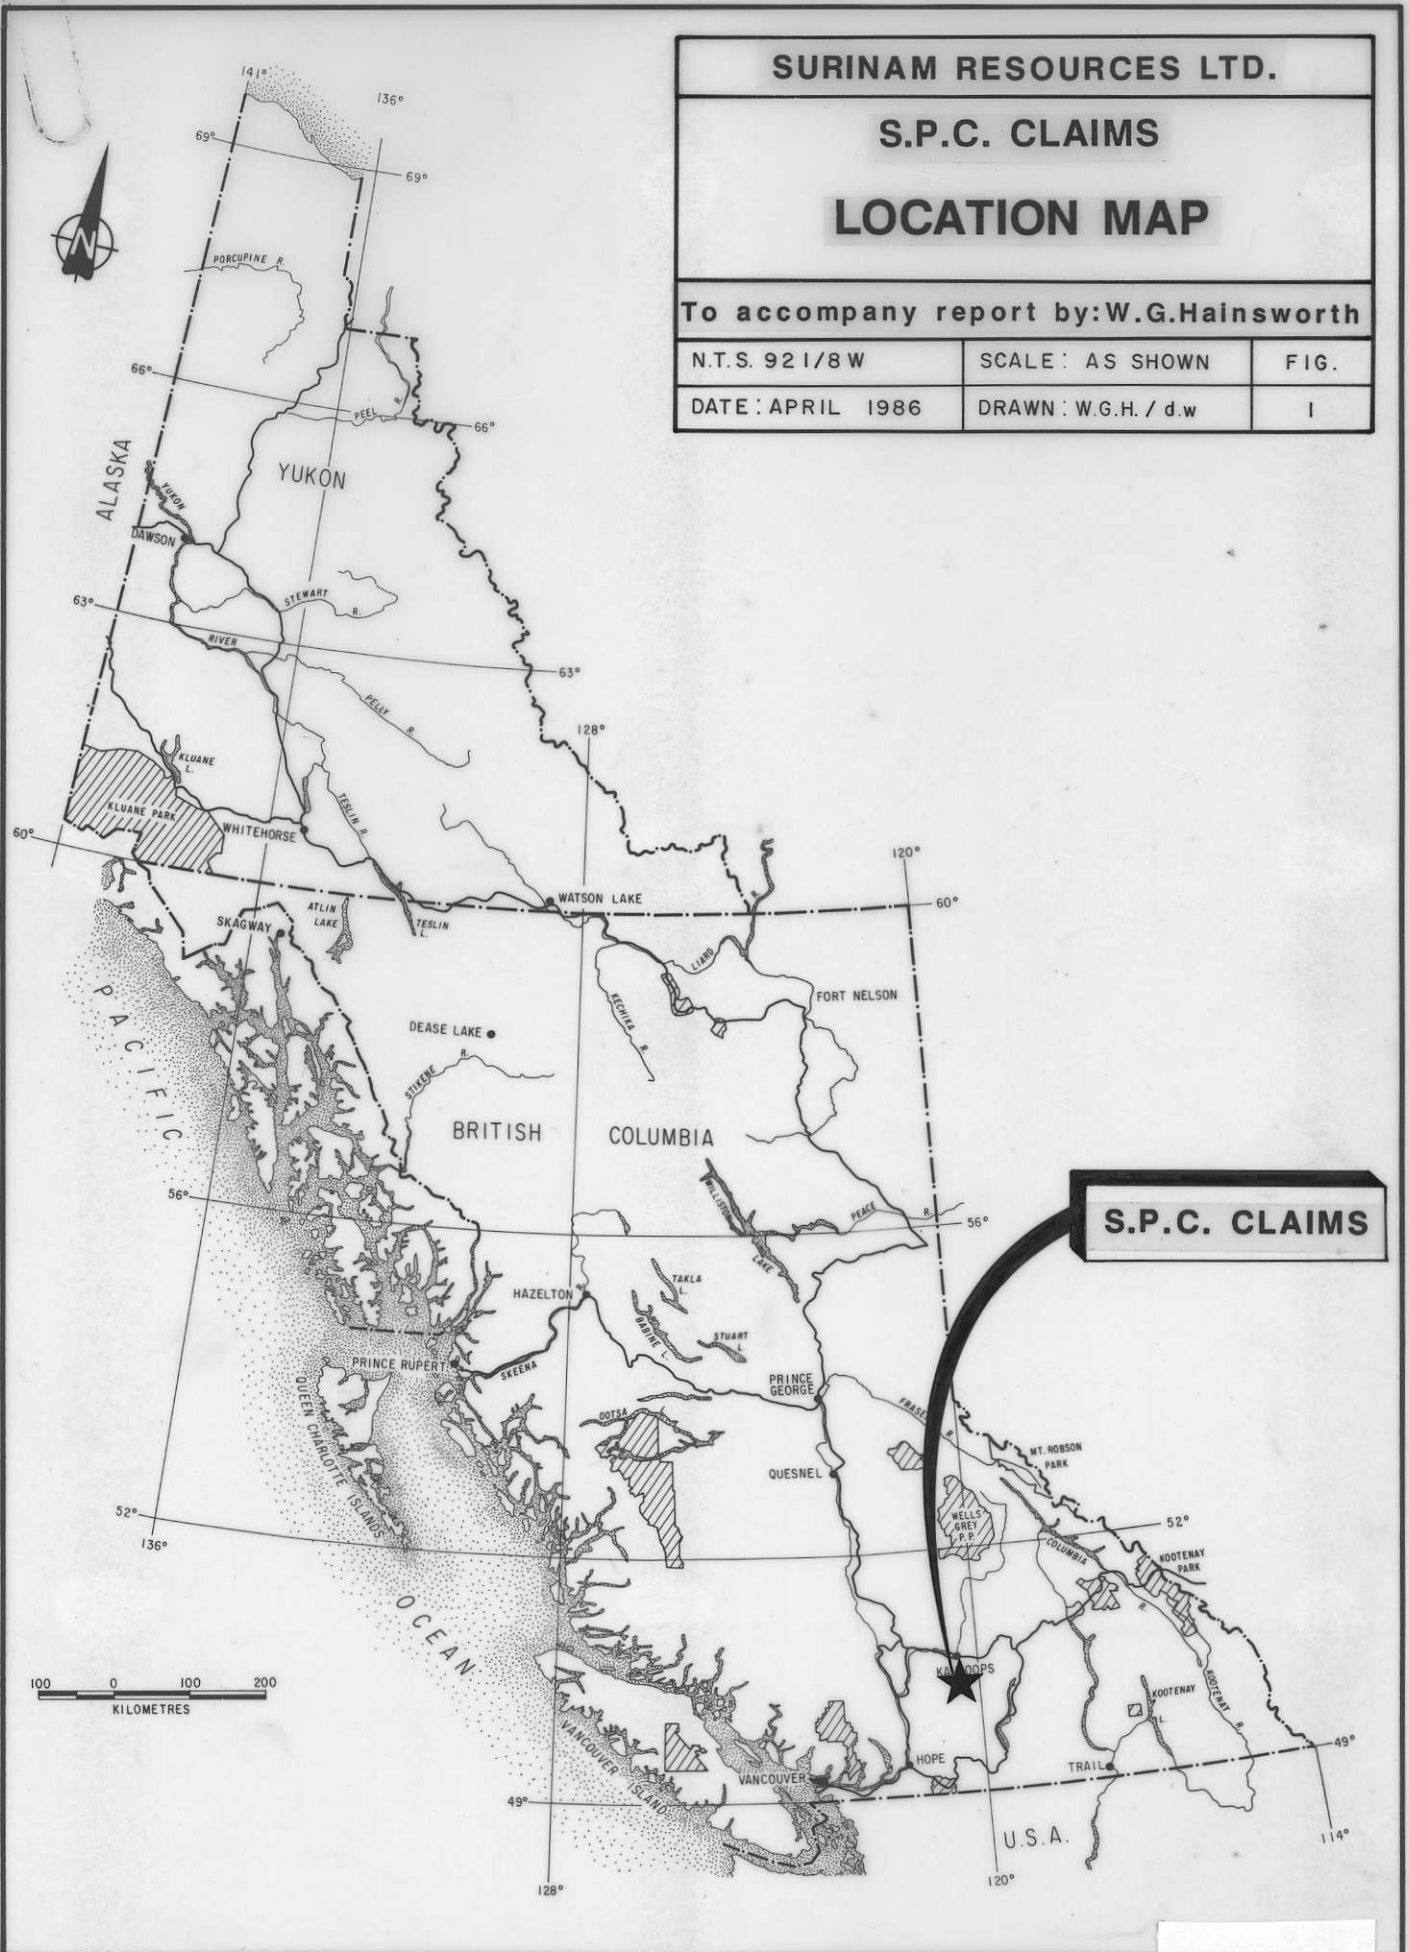 SURINAM RESOURCES LTD.
S.P.C. CLAIMS
LOCATION MAP
To accompany report by: W.G.Hainsworth
N.T.S. 92 I/8 W
SCALE: AS SHOWN
FIG.
DATE: APRIL 1986
DRAWN: W.G.H. / d.w
1
141°
136°
69°
69°
N
PORCUPINE R.
66°
PEEL R.
66°
ALASKA
YUKON
YUKON
DAWSON
63°
STEWART R.
RIVER
63°
PELLY R.
128°
KLUANE L.
KLUANE PARK
TESLIN R.
WHITEHORSE
60°
120°
WATSON LAKE
60°
ATLIN LAKE
SKAGWAY
TESLIN L.
R.
LIARD
FORT NELSON
PACIFIC
KECHIKA R.
DEASE LAKE
STIKENE R.
BRITISH COLUMBIA
WILLISTON
LAKE
PEACE R.
56°
56°
S.P.C. CLAIMS
HAZELTON
TAKLA L.
BABINE L.
STUART L.
PRINCE RUPERT
SKEENA
PRINCE GEORGE
FRASER R.
QUEEN CHARLOTTE ISLANDS
OOTSA
MT. ROBSON PARK
QUESNEL
WELLS GREY P.P.
52°
52°
136°
COLUMBIA
R.
KOOTENAY PARK
OCEAN
KAMLOOPS
KOOTENAY L.
KOOTENAY R.
100 0 100 200
KILOMETRES
VANCOUVER ISLAND
HOPE
VANCOUVER
TRAIL
49°
49°
U.S.A.
114°
128°
120°